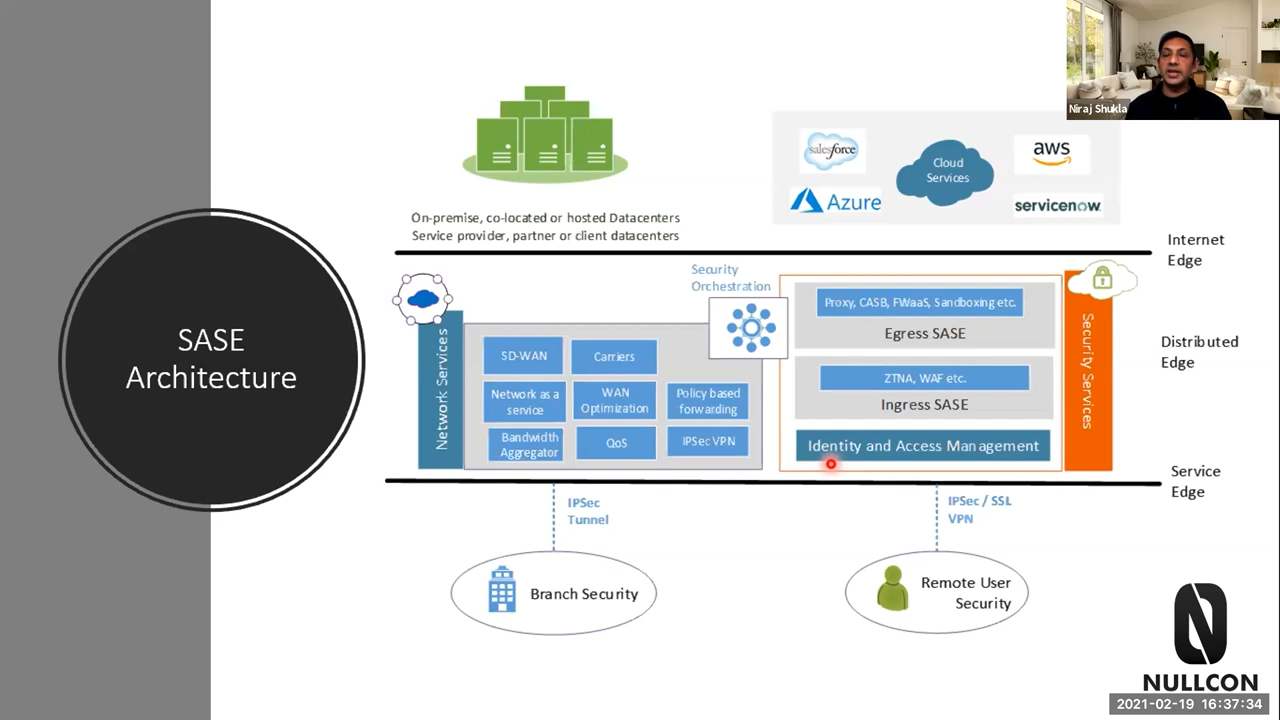 SASE
Architecture
Niraj Shukla
salesforce
Cloud
Services
aws
Azure
servicenow
On-premise, co-located or hosted Datacenters
Service provider, partner or client datacenters
Internet
Edge
Security
Orchestration
Network Services
SD-WAN
Carriers
Network as a
service
WAN
Optimization
Policy based
forwarding
Bandwidth
Aggregator
QoS
IPSec VPN
Proxy, CASB, FWaaS, Sandboxing etc.
Egress SASE
ZTNA, WAF etc.
Ingress SASE
Identity and Access Management
Security Services
Distributed
Edge
Service
Edge
IPSec
Tunnel
IPSec / SSL
VPN
Branch Security
Remote User
Security
NULLCON
2021-02-19 16:37:34